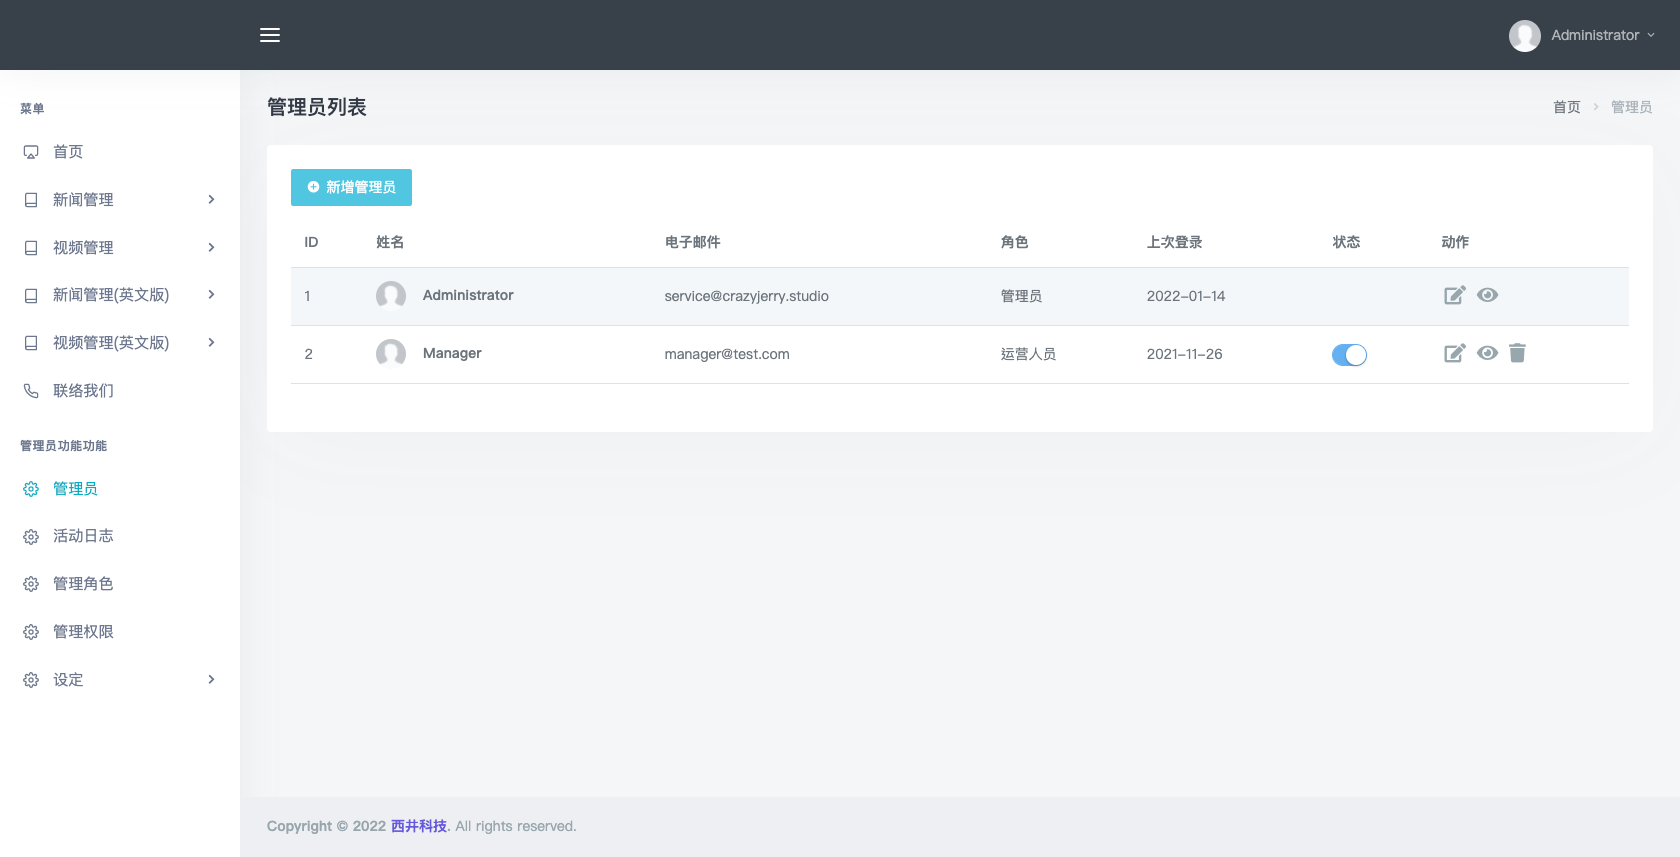 Administrator
菜单
首页
新闻管理
视频管理
新闻管理(英文版)
视频管理(英文版)
联络我们
管理员功能功能
管理员
活动日志
管理角色
管理权限
设定
管理员列表
首页 管理员
新增管理员
ID 姓名 电子邮件 角色 上次登录 状态 动作
1 Administrator service@crazyjerry.studio 管理员 2022-01-14
2 Manager manager@test.com 运营人员 2021-11-26
Copyright © 2022 西井科技. All rights reserved.